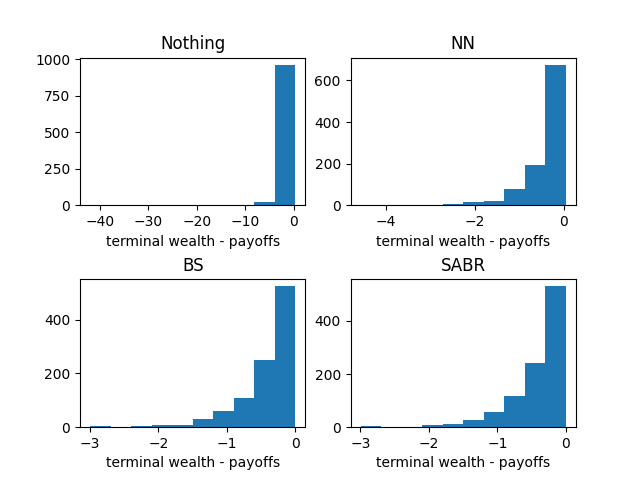 Nothing
1000
750
500
250
0
−40 −30 −20 −10 0
terminal wealth - payoffs
NN
600
400
200
0
−4 −2 0
terminal wealth - payoffs
BS
400
200
0
−3 −2 −1 0
terminal wealth - payoffs
SABR
400
200
0
−3 −2 −1 0
terminal wealth - payoffs